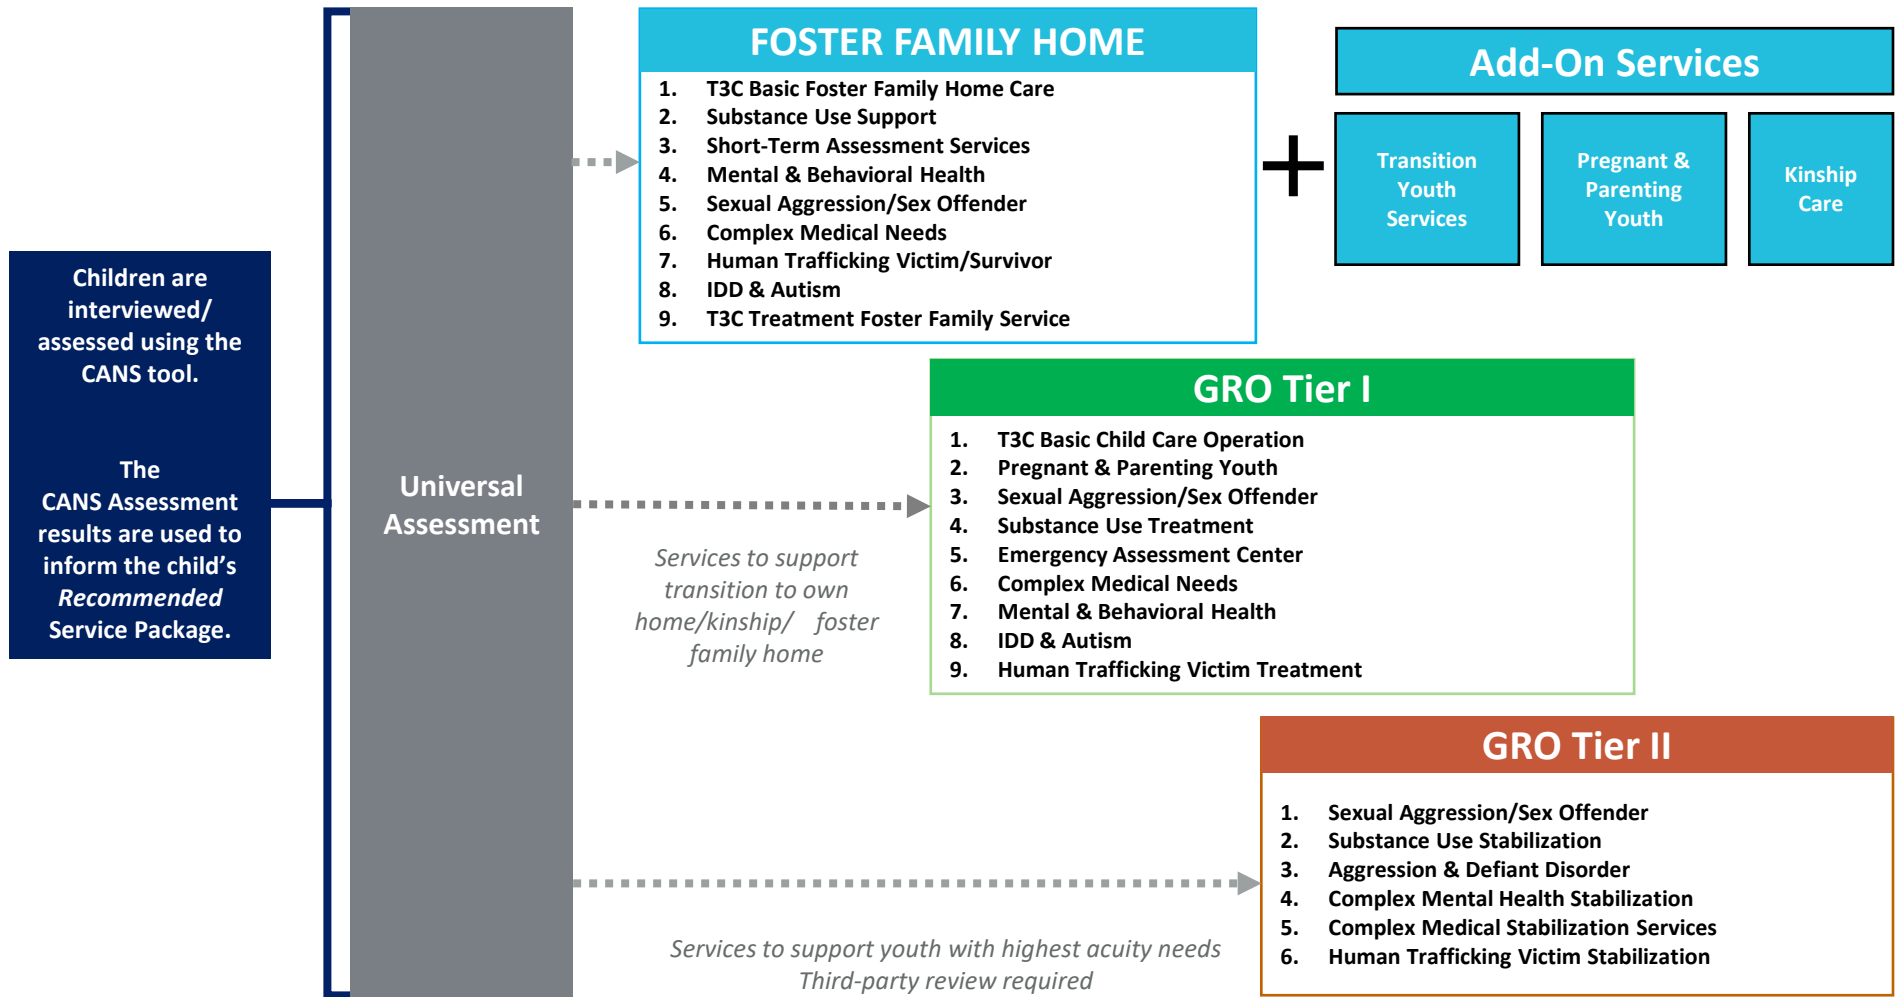 Children are
interviewed/
assessed using the
CANS tool.
The
CANS Assessment
results are used to
inform the child's
Recommended
Service Package.
Universal
Assessment
FOSTER FAMILY HOME
1. T3C Basic Foster Family Home Care
2. Substance Use Support
3. Short-Term Assessment Services
4. Mental & Behavioral Health
5. Sexual Aggression/Sex Offender
6. Complex Medical Needs
7. Human Trafficking Victim/Survivor
8. IDD & Autism
9. T3C Treatment Foster Family Service
+
Add-On Services
Transition
Youth
Services
Pregnant &
Parenting
Youth
Kinship
Care
Services to support
transition to own
home/kinship/ foster
family home
GRO Tier I
1. T3C Basic Child Care Operation
2. Pregnant & Parenting Youth
3. Sexual Aggression/Sex Offender
4. Substance Use Treatment
5. Emergency Assessment Center
6. Complex Medical Needs
7. Mental & Behavioral Health
8. IDD & Autism
9. Human Trafficking Victim Treatment
Services to support youth with highest acuity needs
Third-party review required
GRO Tier II
1. Sexual Aggression/Sex Offender
2. Substance Use Stabilization
3. Aggression & Defiant Disorder
4. Complex Mental Health Stabilization
5. Complex Medical Stabilization Services
6. Human Trafficking Victim Stabilization